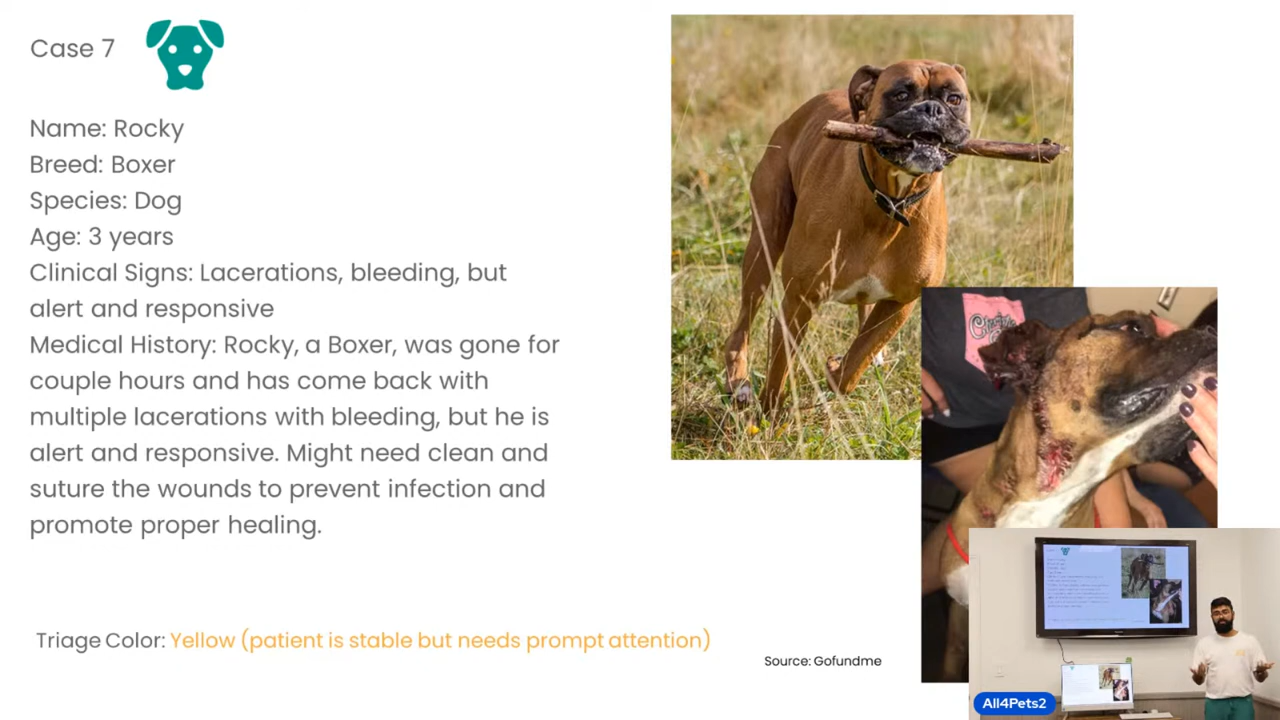 Case 7
Name: Rocky
Breed: Boxer
Species: Dog
Age: 3 years
Clinical Signs: Lacerations, bleeding, but
alert and responsive
Medical History: Rocky, a Boxer, was gone for
couple hours and has come back with
multiple lacerations with bleeding, but he is
alert and responsive. Might need clean and
suture the wounds to prevent infection and
promote proper healing.
Triage Color: Yellow (patient is stable but needs prompt attention)
Source: Gofundme
All4Pets2